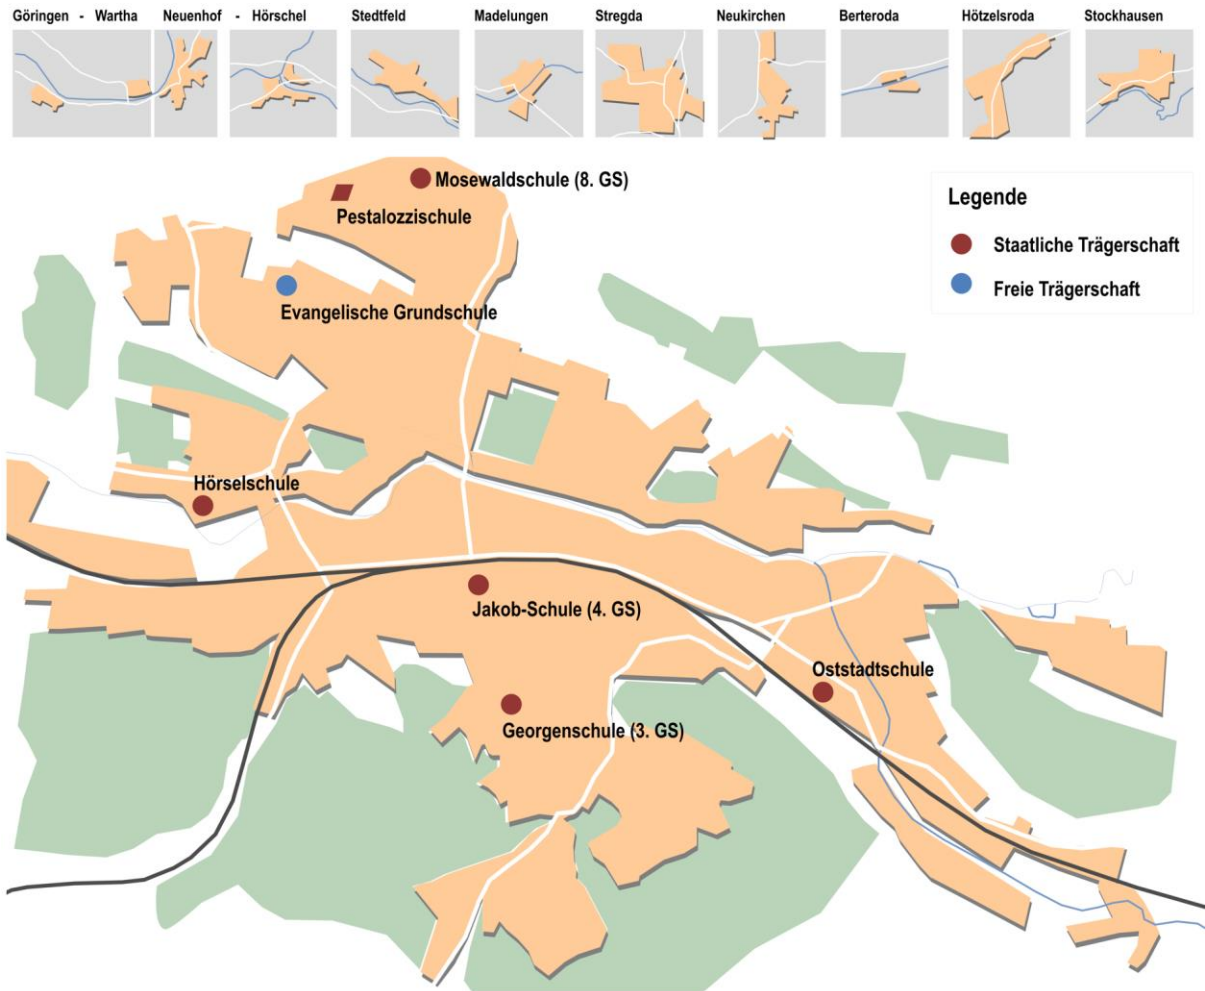 Göringen - Wartha Neuenhof - Hörschel Stedtfeld Madelungen Stregda Neukirchen Berteroda Hötzelsroda Stockhausen
Mosewaldschule (8. GS)
Pestalozzischule
Evangelische Grundschule
Legende
Staatliche Trägerschaft
Freie Trägerschaft
Hörselschule
Jakob-Schule (4. GS)
Oststadtschule
Georgenschule (3. GS)